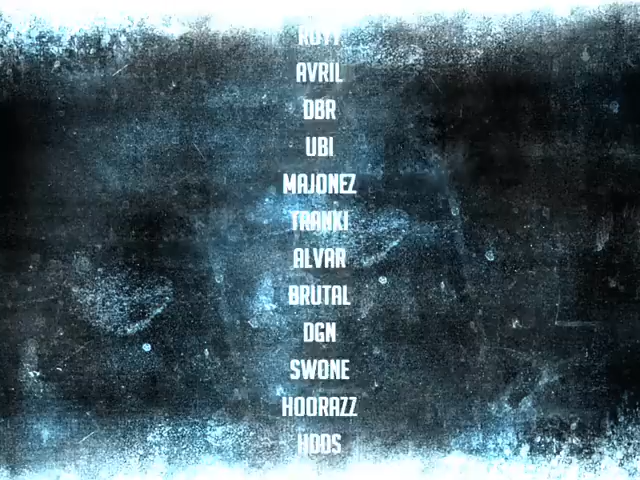 AVRIL
DBR
UBI
MAJONEZ
TRANKI
ALVAR
BRUTAL
DGN
SWONE
HOORAZZ
HODS